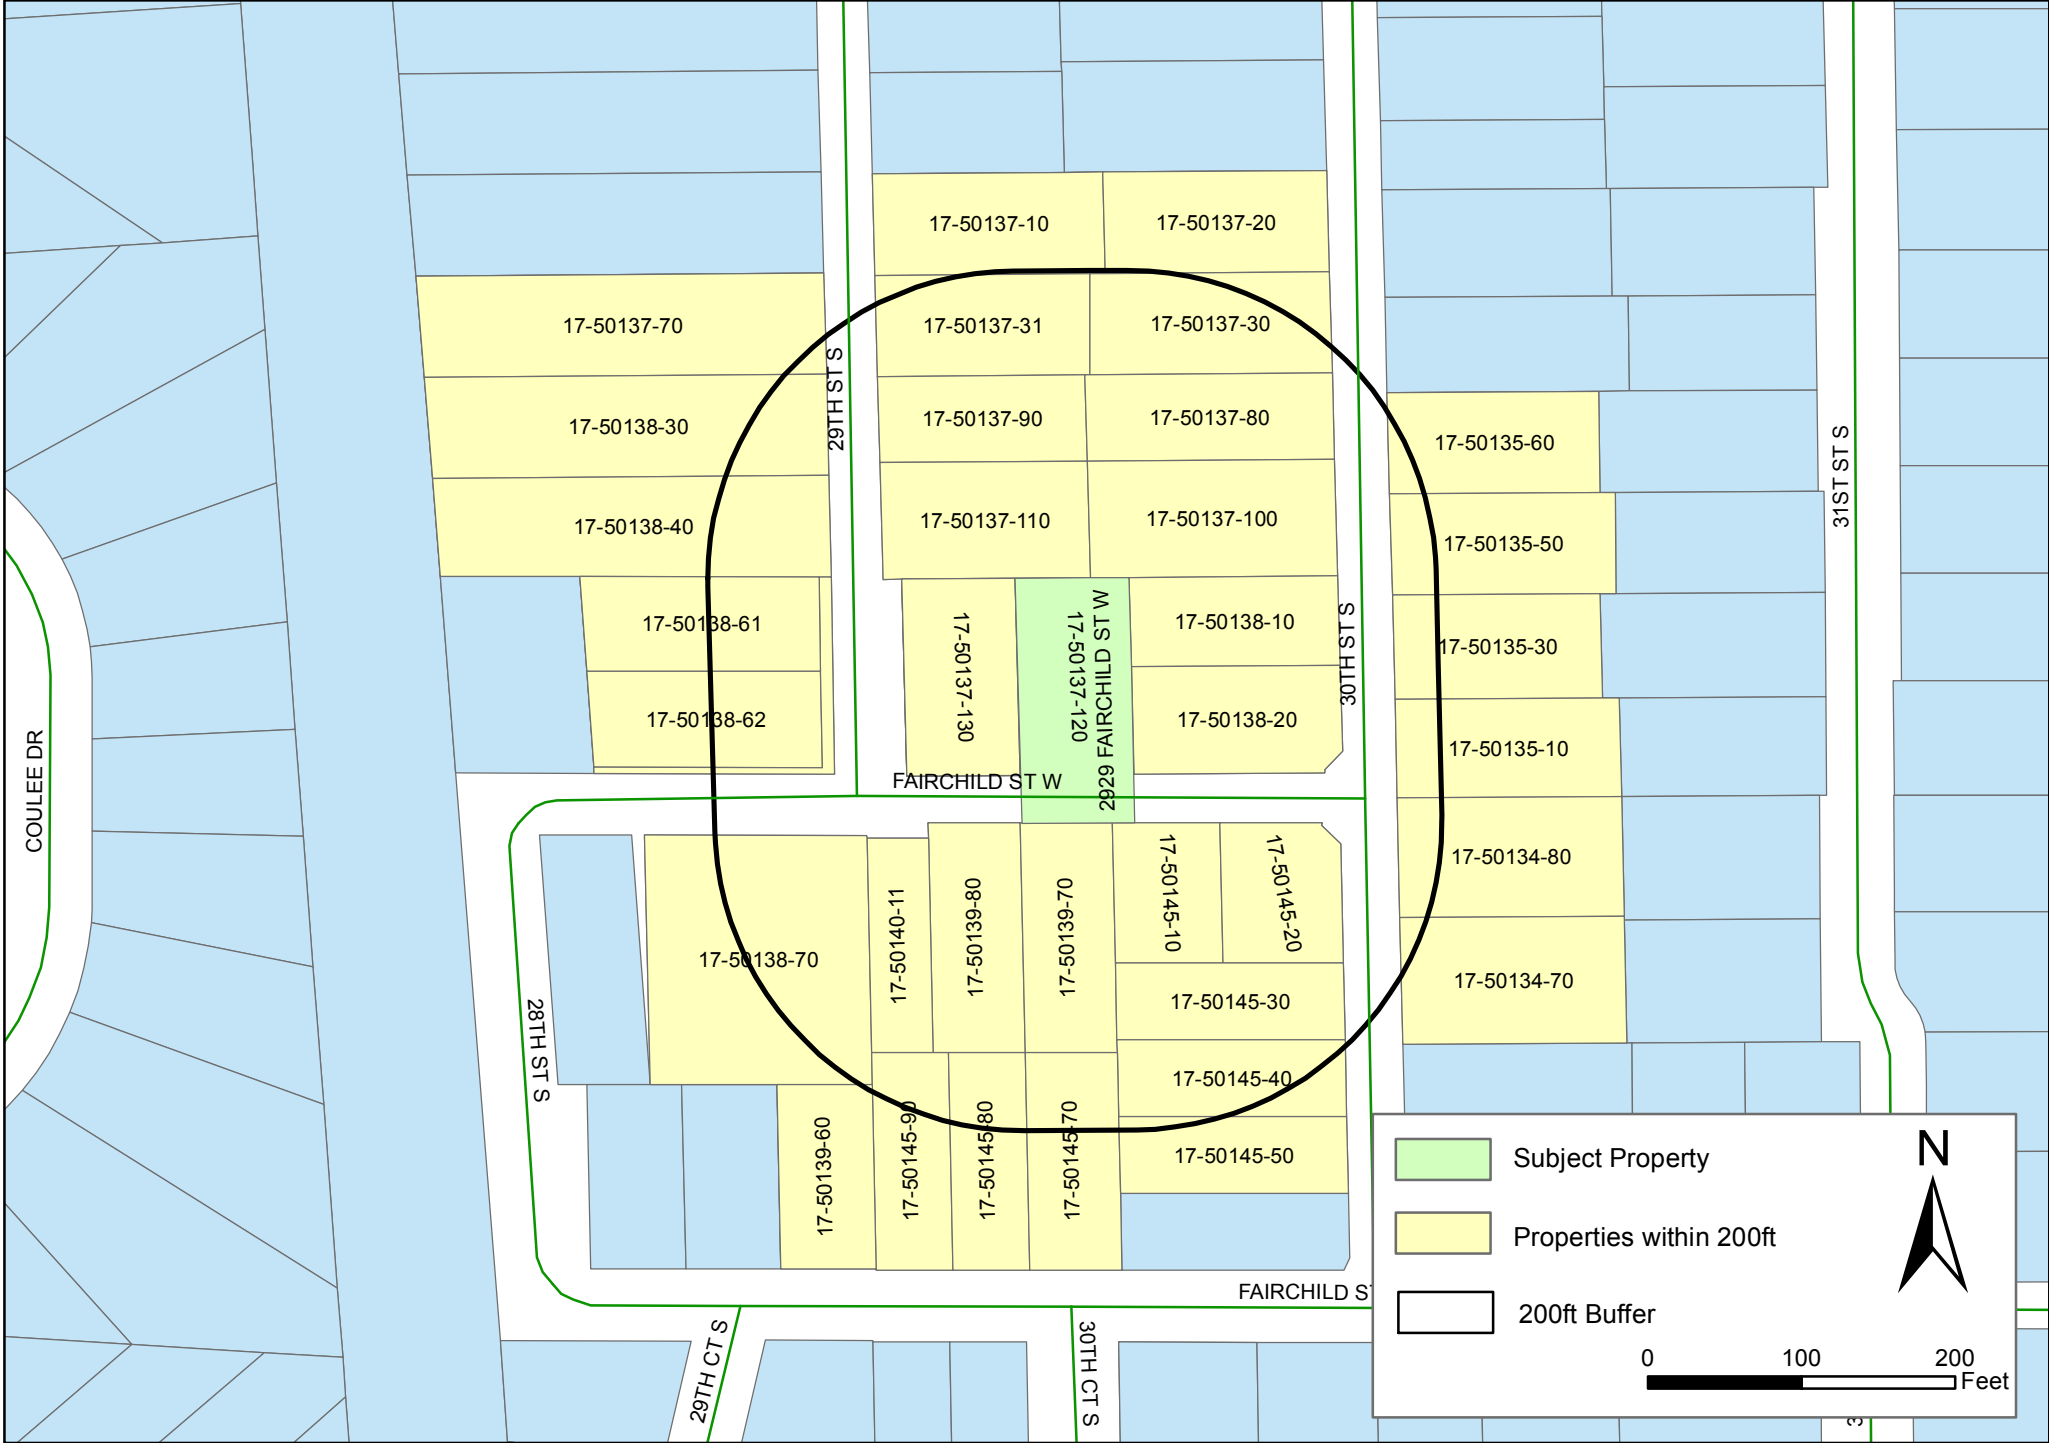 17-50137-10
17-50137-20
17-50137-70
17-50137-31
17-50137-30
29TH ST S
17-50138-30
17-50137-90
17-50137-80
17-50135-60
31ST ST S
17-50138-40
17-50137-110
17-50137-100
17-50135-50
17-50138-61
17-50137-130
17-50137-120
2929 FAIRCHILD ST W
17-50138-10
30TH ST S
17-50135-30
17-50138-62
17-50138-20
17-50135-10
COULEE DR
FAIRCHILD ST W
17-50138-70
17-50140-11
17-50139-80
17-50139-70
17-50145-10
17-50145-20
17-50134-80
28TH ST S
17-50145-30
17-50134-70
17-50145-40
17-50139-60
17-50145-90
17-50145-80
17-50145-70
17-50145-50
FAIRCHILD ST
29TH CT S
30TH CT S
Subject Property
Properties within 200ft
200ft Buffer
N
0 100 200
Feet